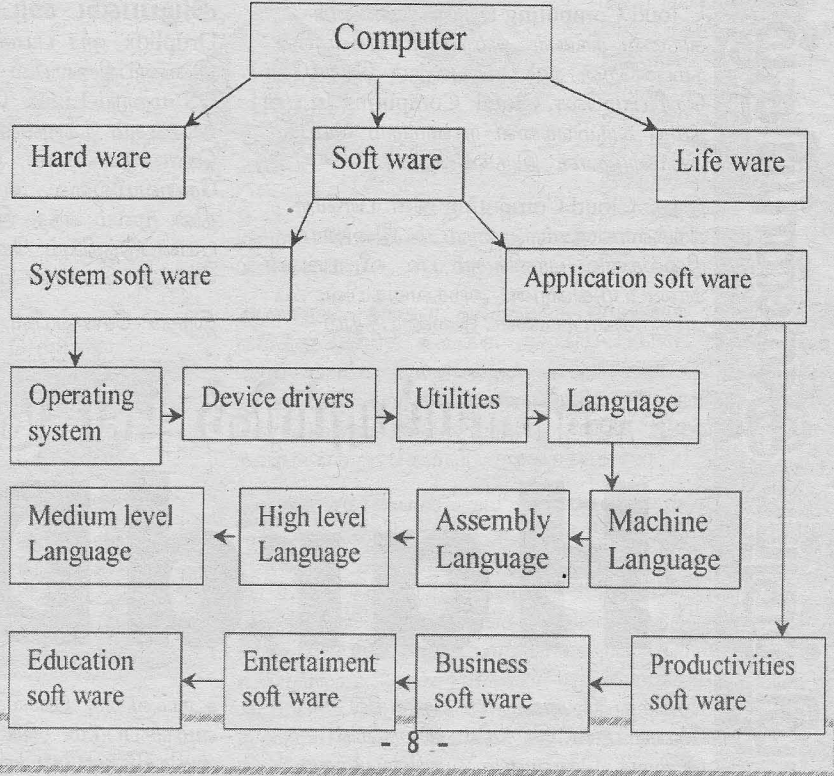 Computer
Hard ware
Soft ware
Life ware
System soft ware
Application soft ware
Operating
system
Device drivers
Utilities
Language
Medium level
Language
High level
Language
Assembly
Language
Machine
Language
Education
soft ware
Entertaiment
soft ware
Business
soft ware
Productivities
soft ware
- 8 -